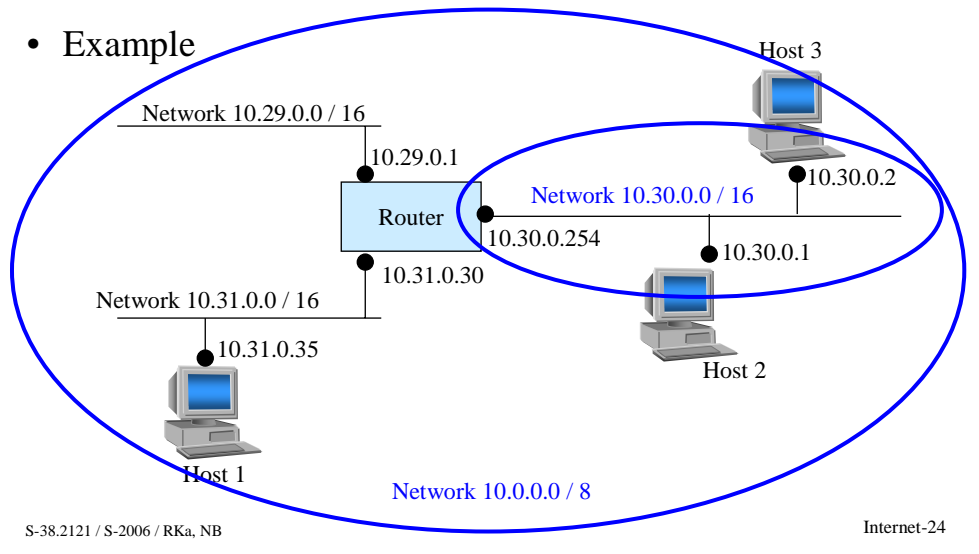 • Example
Host 3
Network 10.29.0.0 / 16
10.29.0.1
10.30.0.2
Network 10.30.0.0 / 16
Router
10.30.0.254
10.30.0.1
10.31.0.30
Network 10.31.0.0 / 16
10.31.0.35
Host 2
Host 1
Network 10.0.0.0 / 8
S-38.2121 / S-2006 / RKa, NB
Internet-24